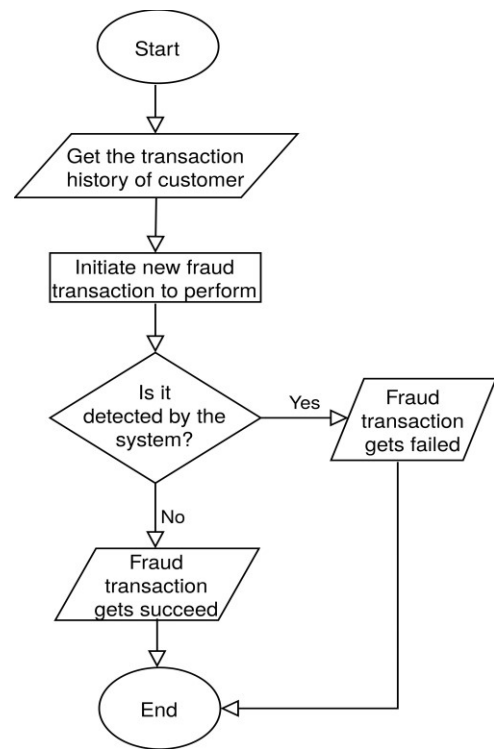 Start
Get the transaction
history of customer
Initiate new fraud
transaction to perform
Is it
detected by the
system?
Yes
Fraud
transaction
gets failed
No
Fraud
transaction
gets succeed
End